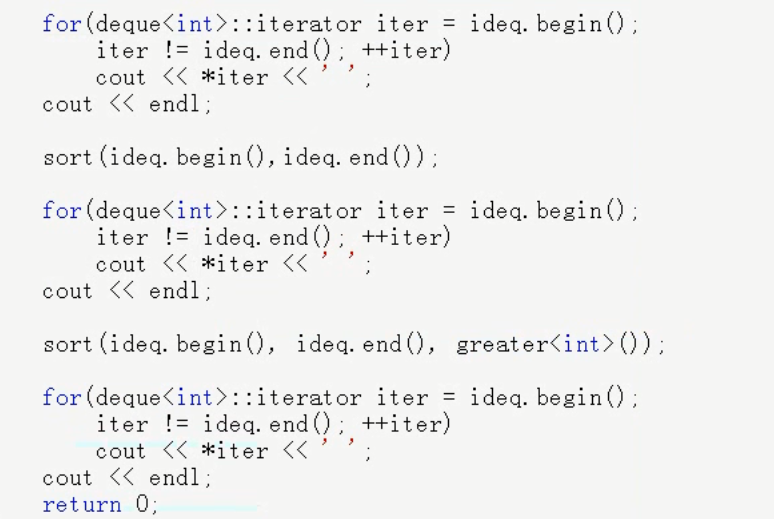 for(deque<int>::iterator iter = ideq.begin();
    iter != ideq.end(); ++iter)
    cout << *iter << ' ';
cout << endl;
sort(ideq.begin(),ideq.end());
for(deque<int>::iterator iter = ideq.begin();
    iter != ideq.end(); ++iter)
    cout << *iter << ' ';
cout << endl;
sort(ideq.begin(), ideq.end(), greater<int>());
for(deque<int>::iterator iter = ideq.begin();
    iter != ideq.end(); ++iter)
    cout << *iter << ' ';
cout << endl;
return 0;